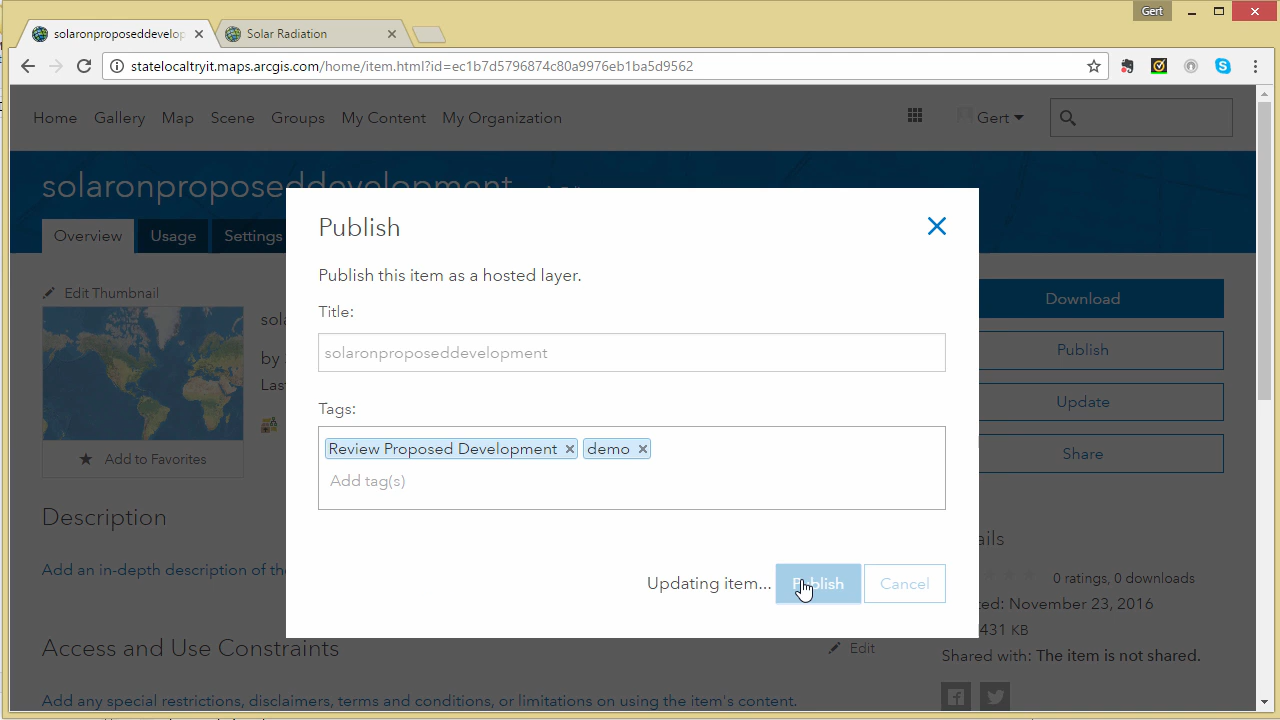 Gert
solaronproposeddevelop
Solar Radiation
statelocaltryit.maps.arcgis.com/home/item.html?id=ec1b7d5796874c80a9976eb1ba5d9562
Home Gallery Map Scene Groups My Content My Organization
Gert
solaronproposeddevelopment
Overview Usage Settings
Publish
Publish this item as a hosted layer.
Title:
solaronproposeddevelopment
Tags:
Review Proposed Development × demo ×
Add tag(s)
Updating item... Publish Cancel
Edit Thumbnail
sola
by
Las
Add to Favorites
Download
Publish
Update
Share
Description
Add an in-depth description of the
ails
0 ratings, 0 downloads
ted: November 23, 2016
431 KB
Shared with: The item is not shared.
Access and Use Constraints
Edit
Add any special restrictions, disclaimers, terms and conditions, or limitations on using the item's content.